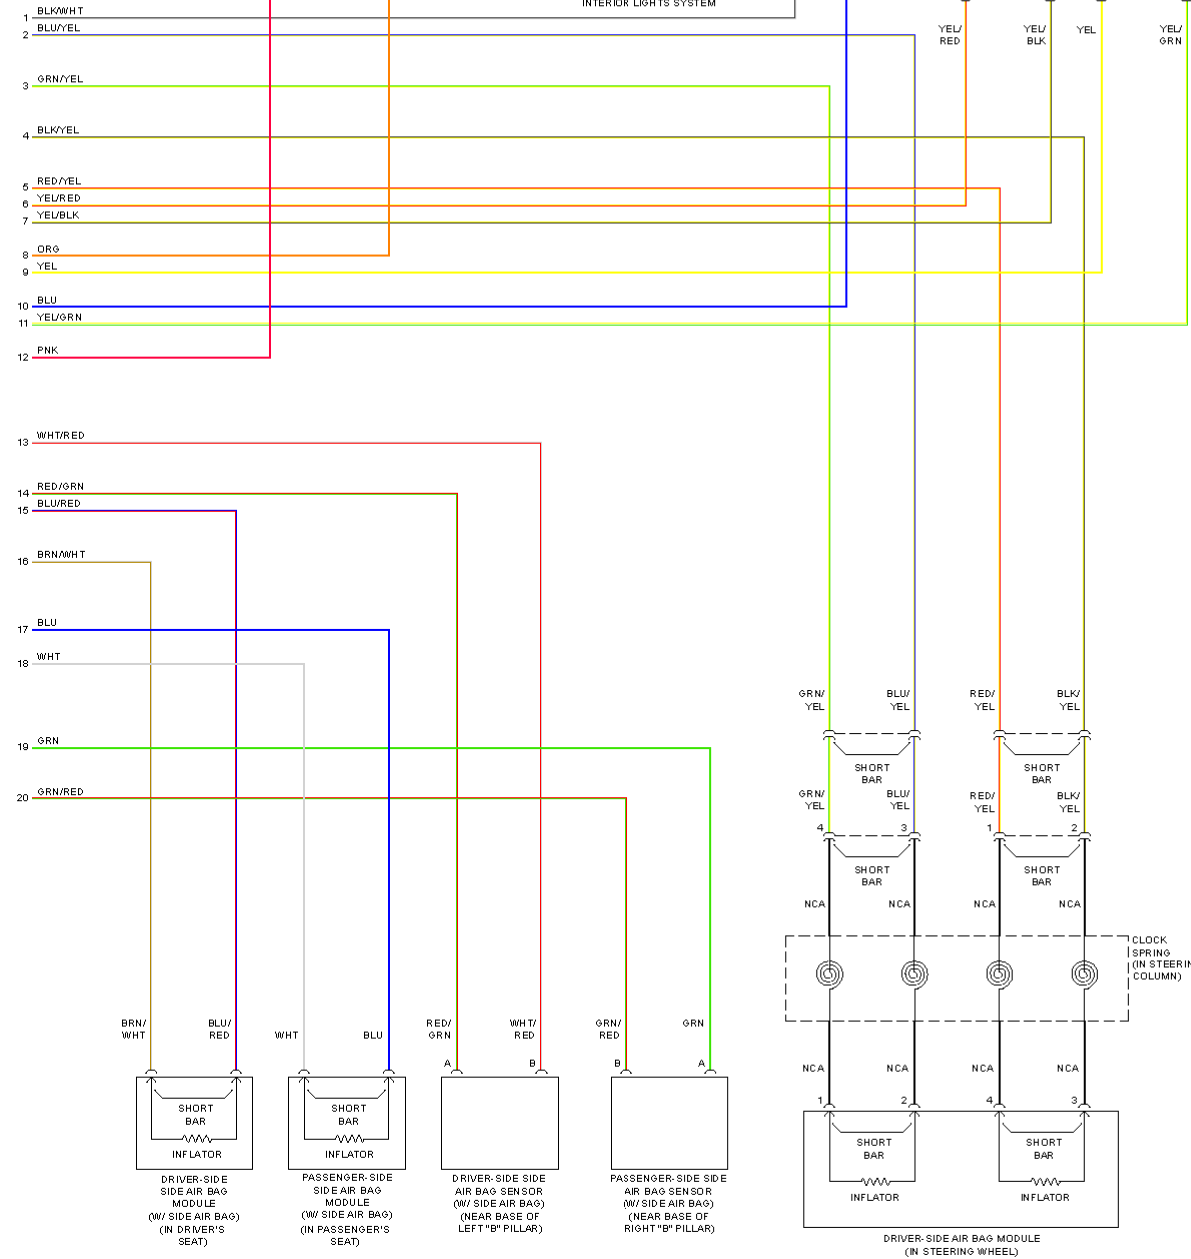 INTERIOR LIGHTS SYSTEM
1 BLK/WHT
2 BLU/YEL
YEL/
RED
YEL/
BLK
YEL
YEL/
GRN
3 GRN/YEL
4 BLK/YEL
5 RED/YEL
6 YEL/RED
7 YEL/BLK
8 ORG
9 YEL
10 BLU
11 YEL/GRN
12 PNK
13 WHT/RED
14 RED/GRN
15 BLU/RED
16 BRN/WHT
17 BLU
18 WHT
19 GRN
20 GRN/RED
GRN/
YEL
BLU/
YEL
RED/
YEL
BLK/
YEL
SHORT
BAR
SHORT
BAR
GRN/
YEL
BLU/
YEL
RED/
YEL
BLK/
YEL
4 3 1 2
SHORT
BAR
SHORT
BAR
NCA NCA NCA NCA
CLOCK
SPRING
(IN STEERIN
COLUMN)
BRN/
WHT
BLU/
RED
WHT
BLU
RED/
GRN
WHT/
RED
GRN/
RED
GRN
A B B A
NCA NCA NCA NCA
1 2 4 3
SHORT
BAR
INFLATOR
SHORT
BAR
INFLATOR
SHORT
BAR
INFLATOR
SHORT
BAR
INFLATOR
DRIVER-SIDE
SIDE AIR BAG
MODULE
(W/ SIDE AIR BAG)
(IN DRIVER'S
SEAT)
PASSENGER-SIDE
SIDE AIR BAG
MODULE
(W/ SIDE AIR BAG)
(IN PASSENGER'S
SEAT)
DRIVER-SIDE SIDE
AIR BAG SENSOR
(W/ SIDE AIR BAG)
(NEAR BASE OF
LEFT "B" PILLAR)
PASSENGER-SIDE SIDE
AIR BAG SENSOR
(W/ SIDE AIR BAG)
(NEAR BASE OF
RIGHT "B" PILLAR)
DRIVER-SIDE AIR BAG MODULE
(IN STEERING WHEEL)